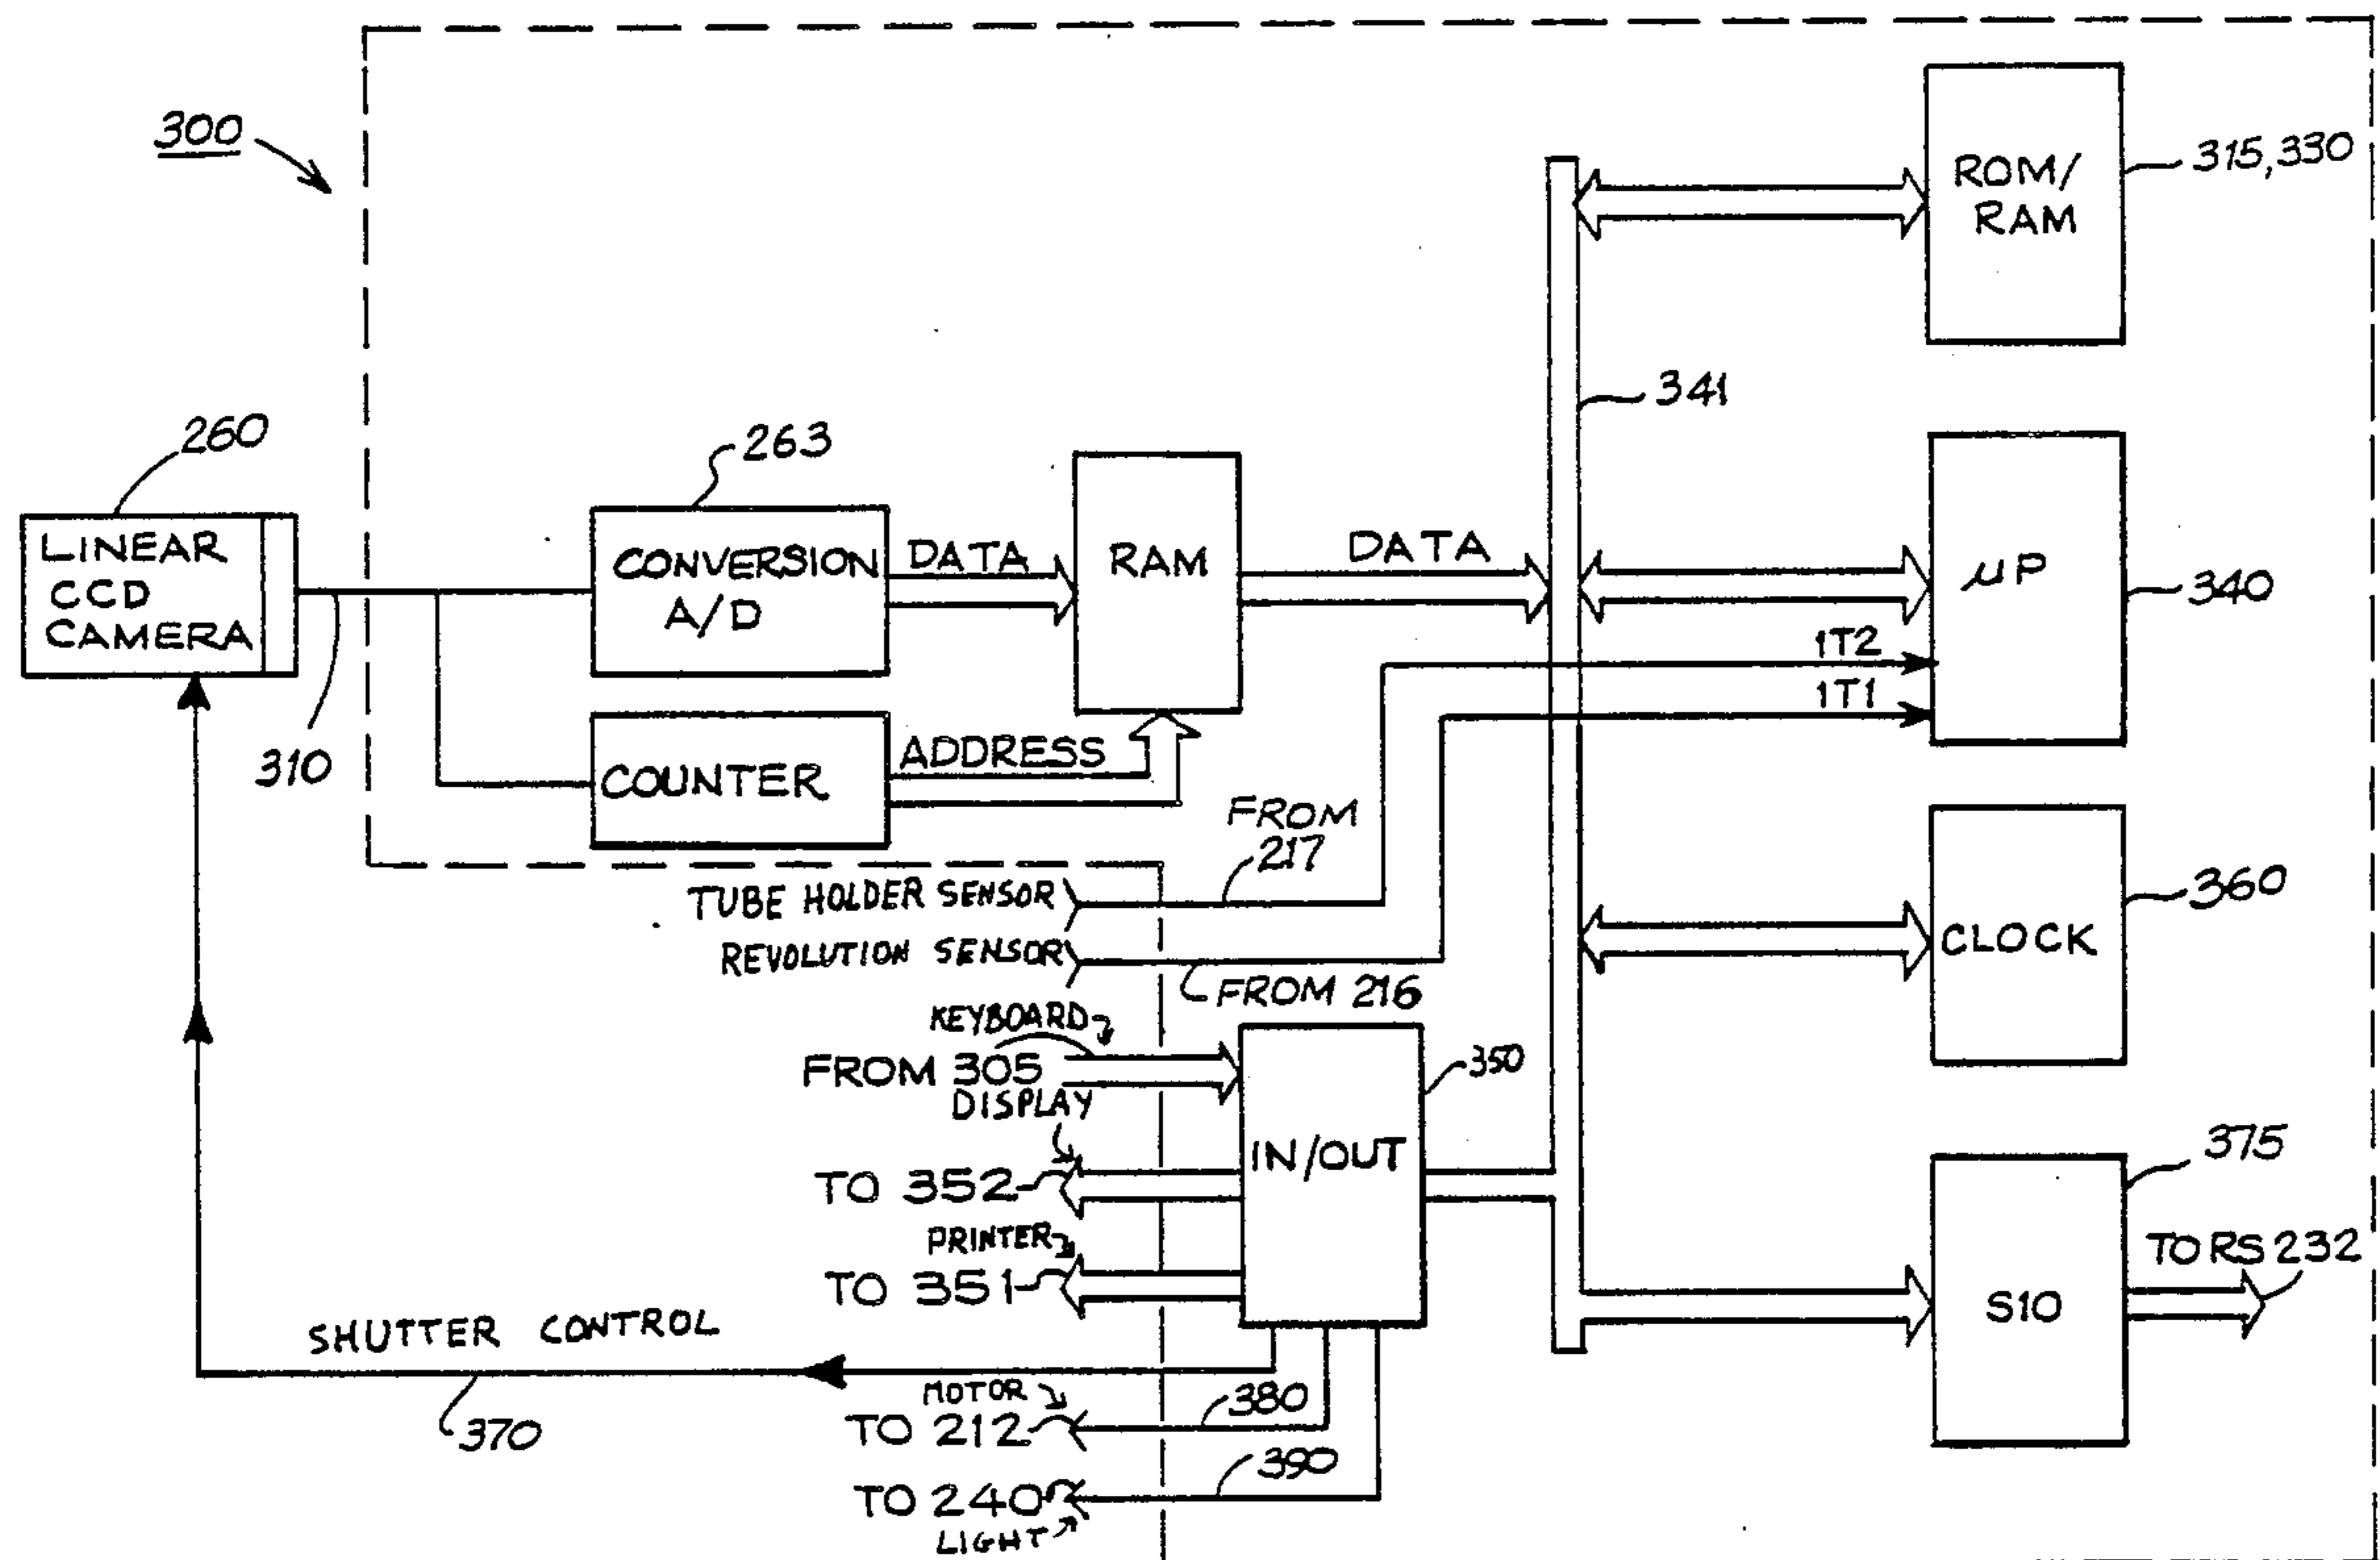 300
ROM/
RAM
315,330
341
260
263
LINEAR
CCD
CAMERA
CONVERSION
A/D
DATA
RAM
DATA
μP
340
1T2
1T1
310
COUNTER
ADDRESS
FROM
217
TUBE HOLDER SENSOR
REVOLUTION SENSOR
FROM 216
CLOCK
360
KEYBOARD
FROM 305
DISPLAY
350
IN/OUT
TO 352
PRINTER
TO 351
375
S10
TO RS 232
SHUTTER CONTROL
370
MOTOR
TO 212
380
TO 240
390
LIGHT